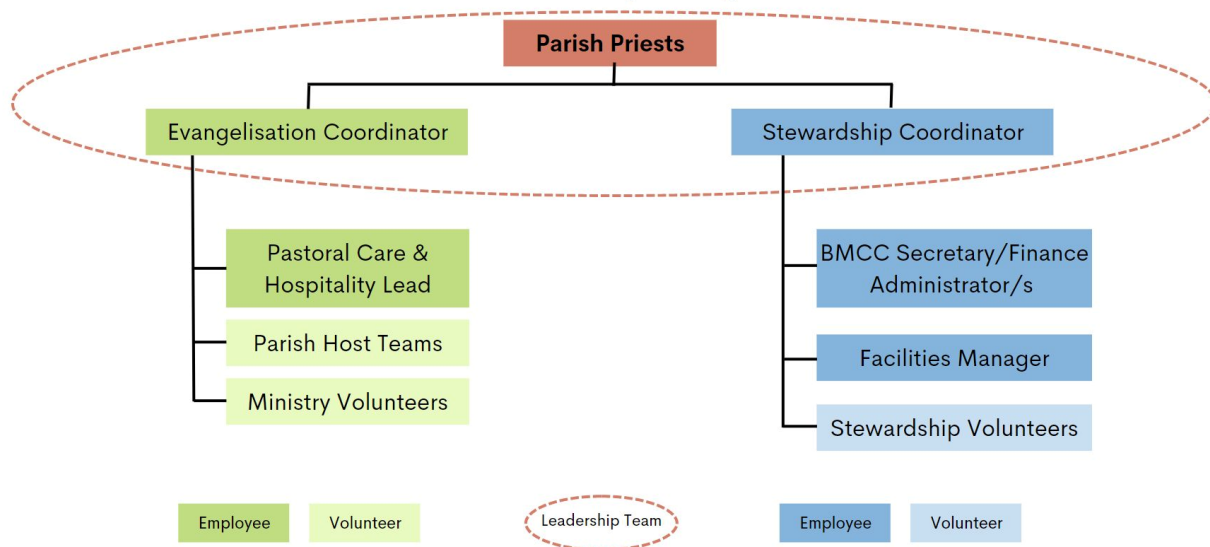 Parish Priests
Evangelisation Coordinator
Stewardship Coordinator
Pastoral Care &
Hospitality Lead
Parish Host Teams
Ministry Volunteers
BMCC Secretary/Finance
Administrator/s
Facilities Manager
Stewardship Volunteers
Employee
Volunteer
Leadership Team
Employee
Volunteer